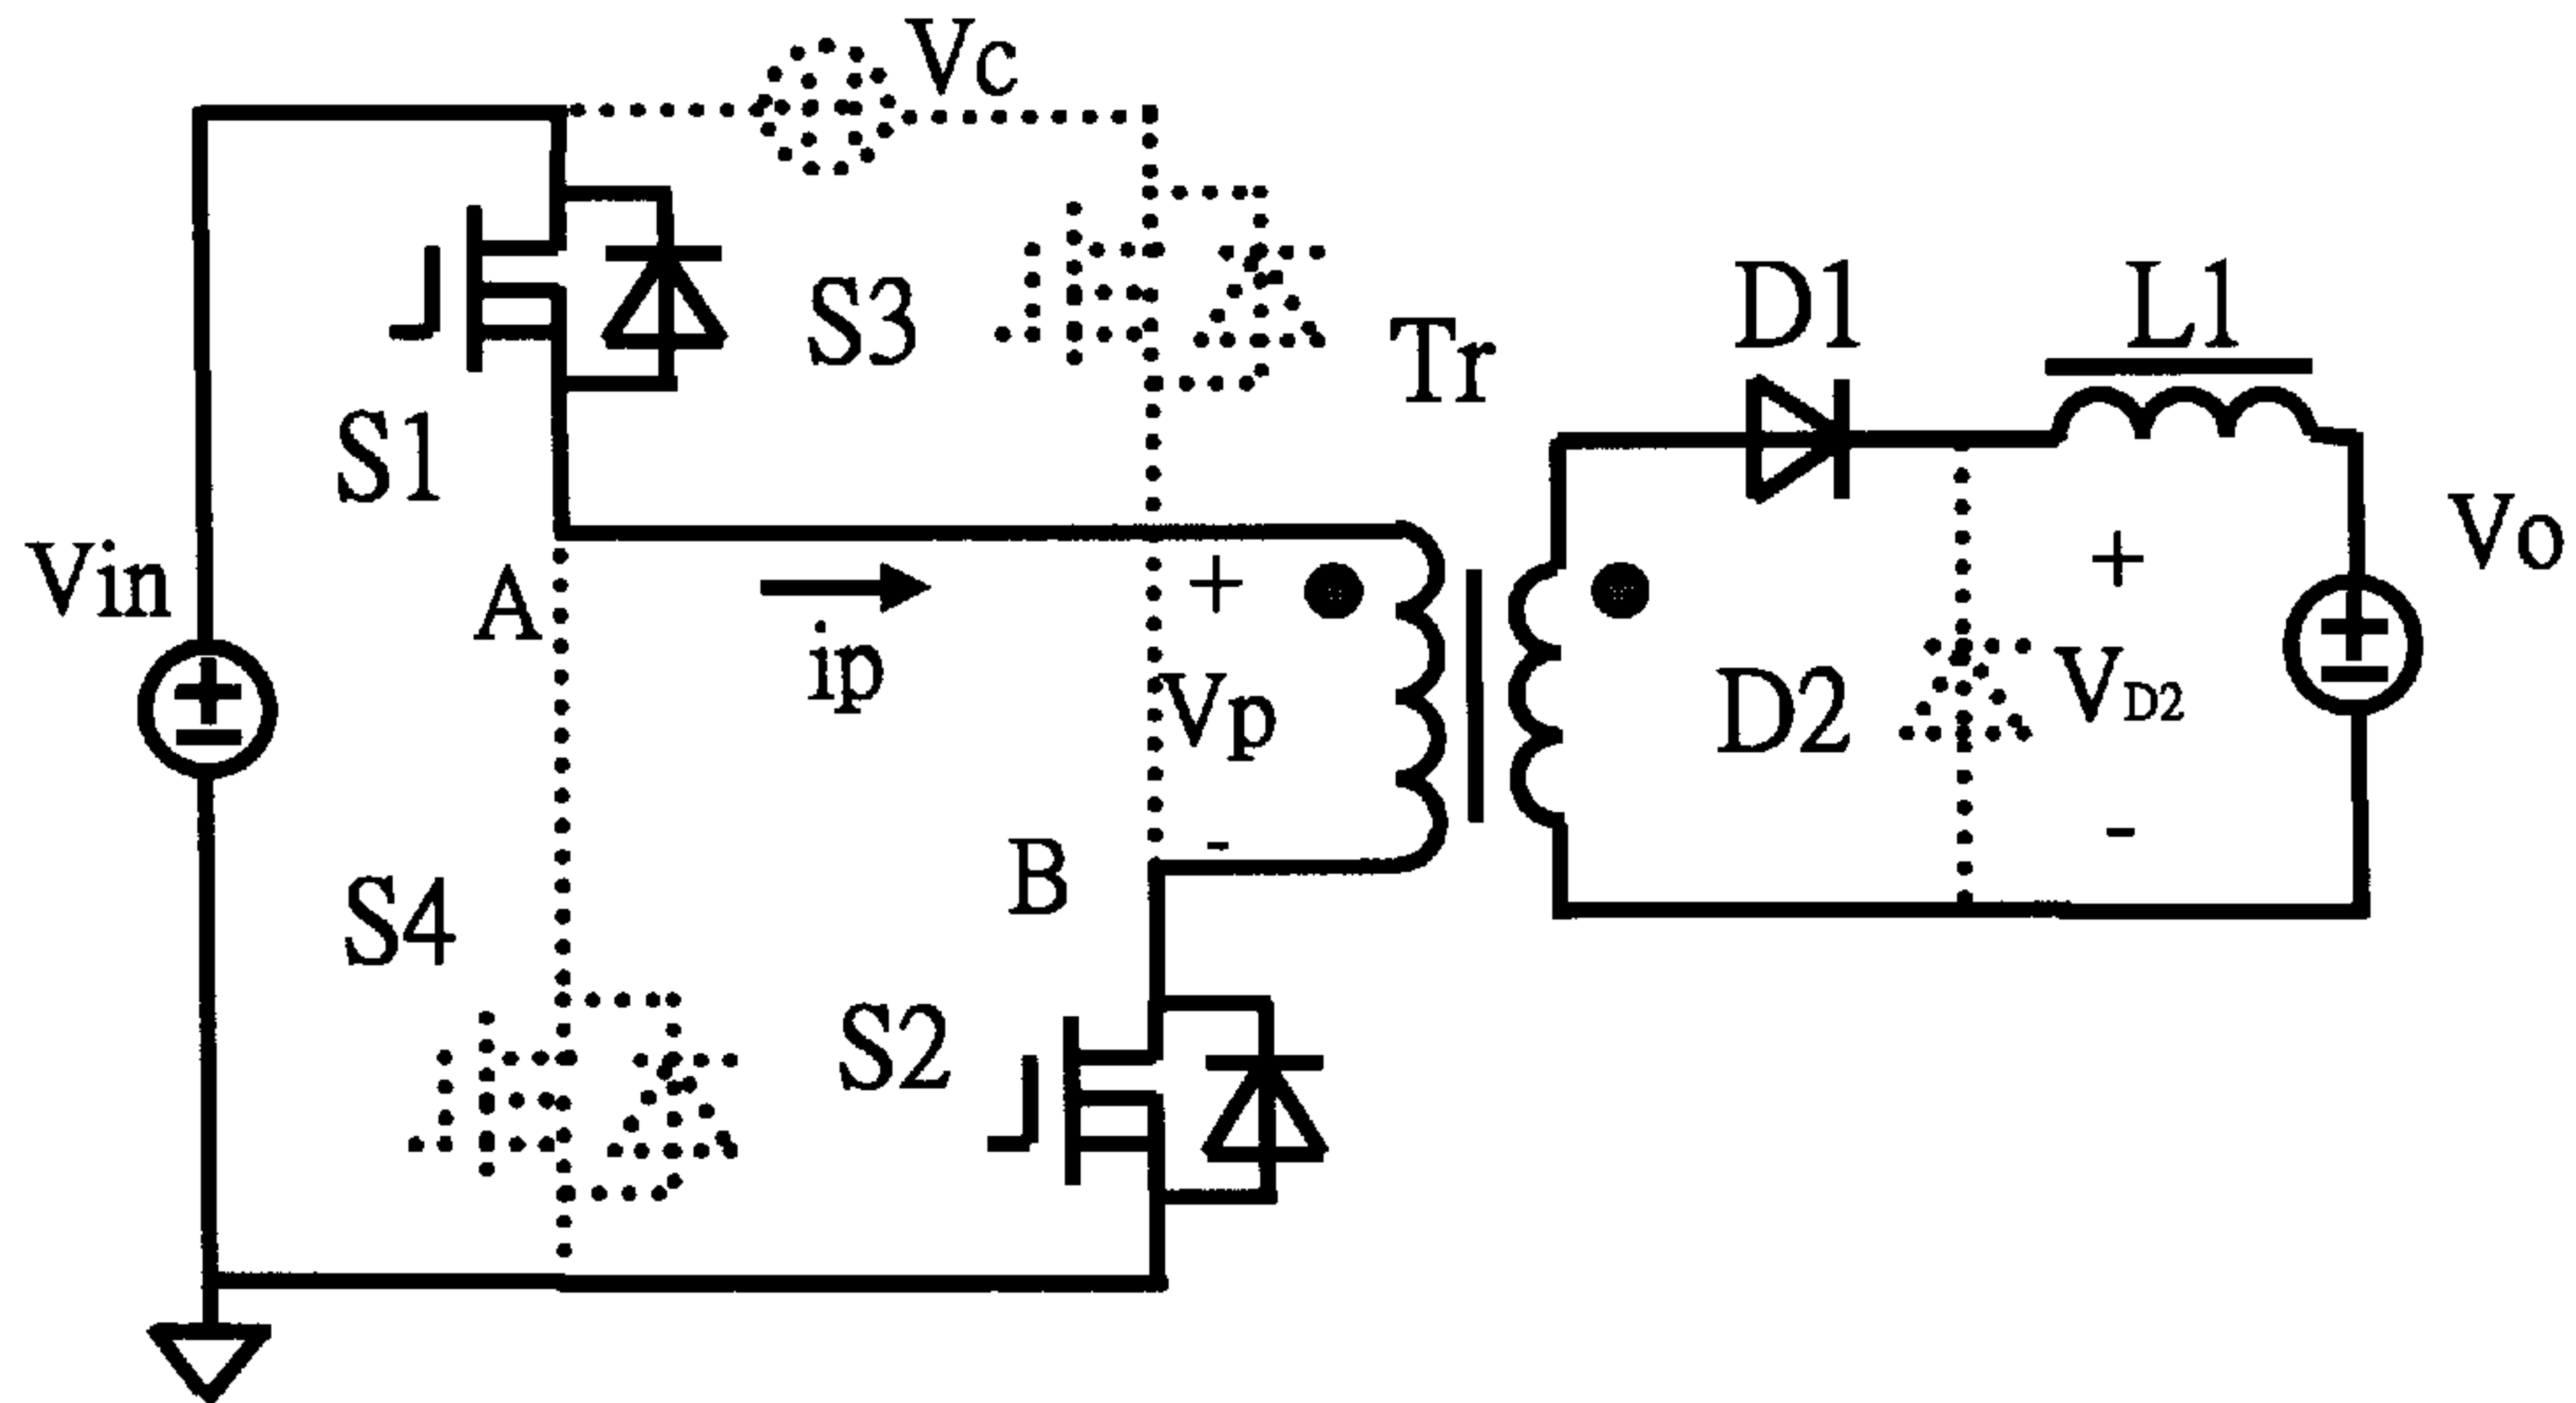 Vc
S3
D1
L1
Tr
S1
Vo
Vin
A
+
+
ip
Vp
D2
VD2
-
-
B
S4
S2